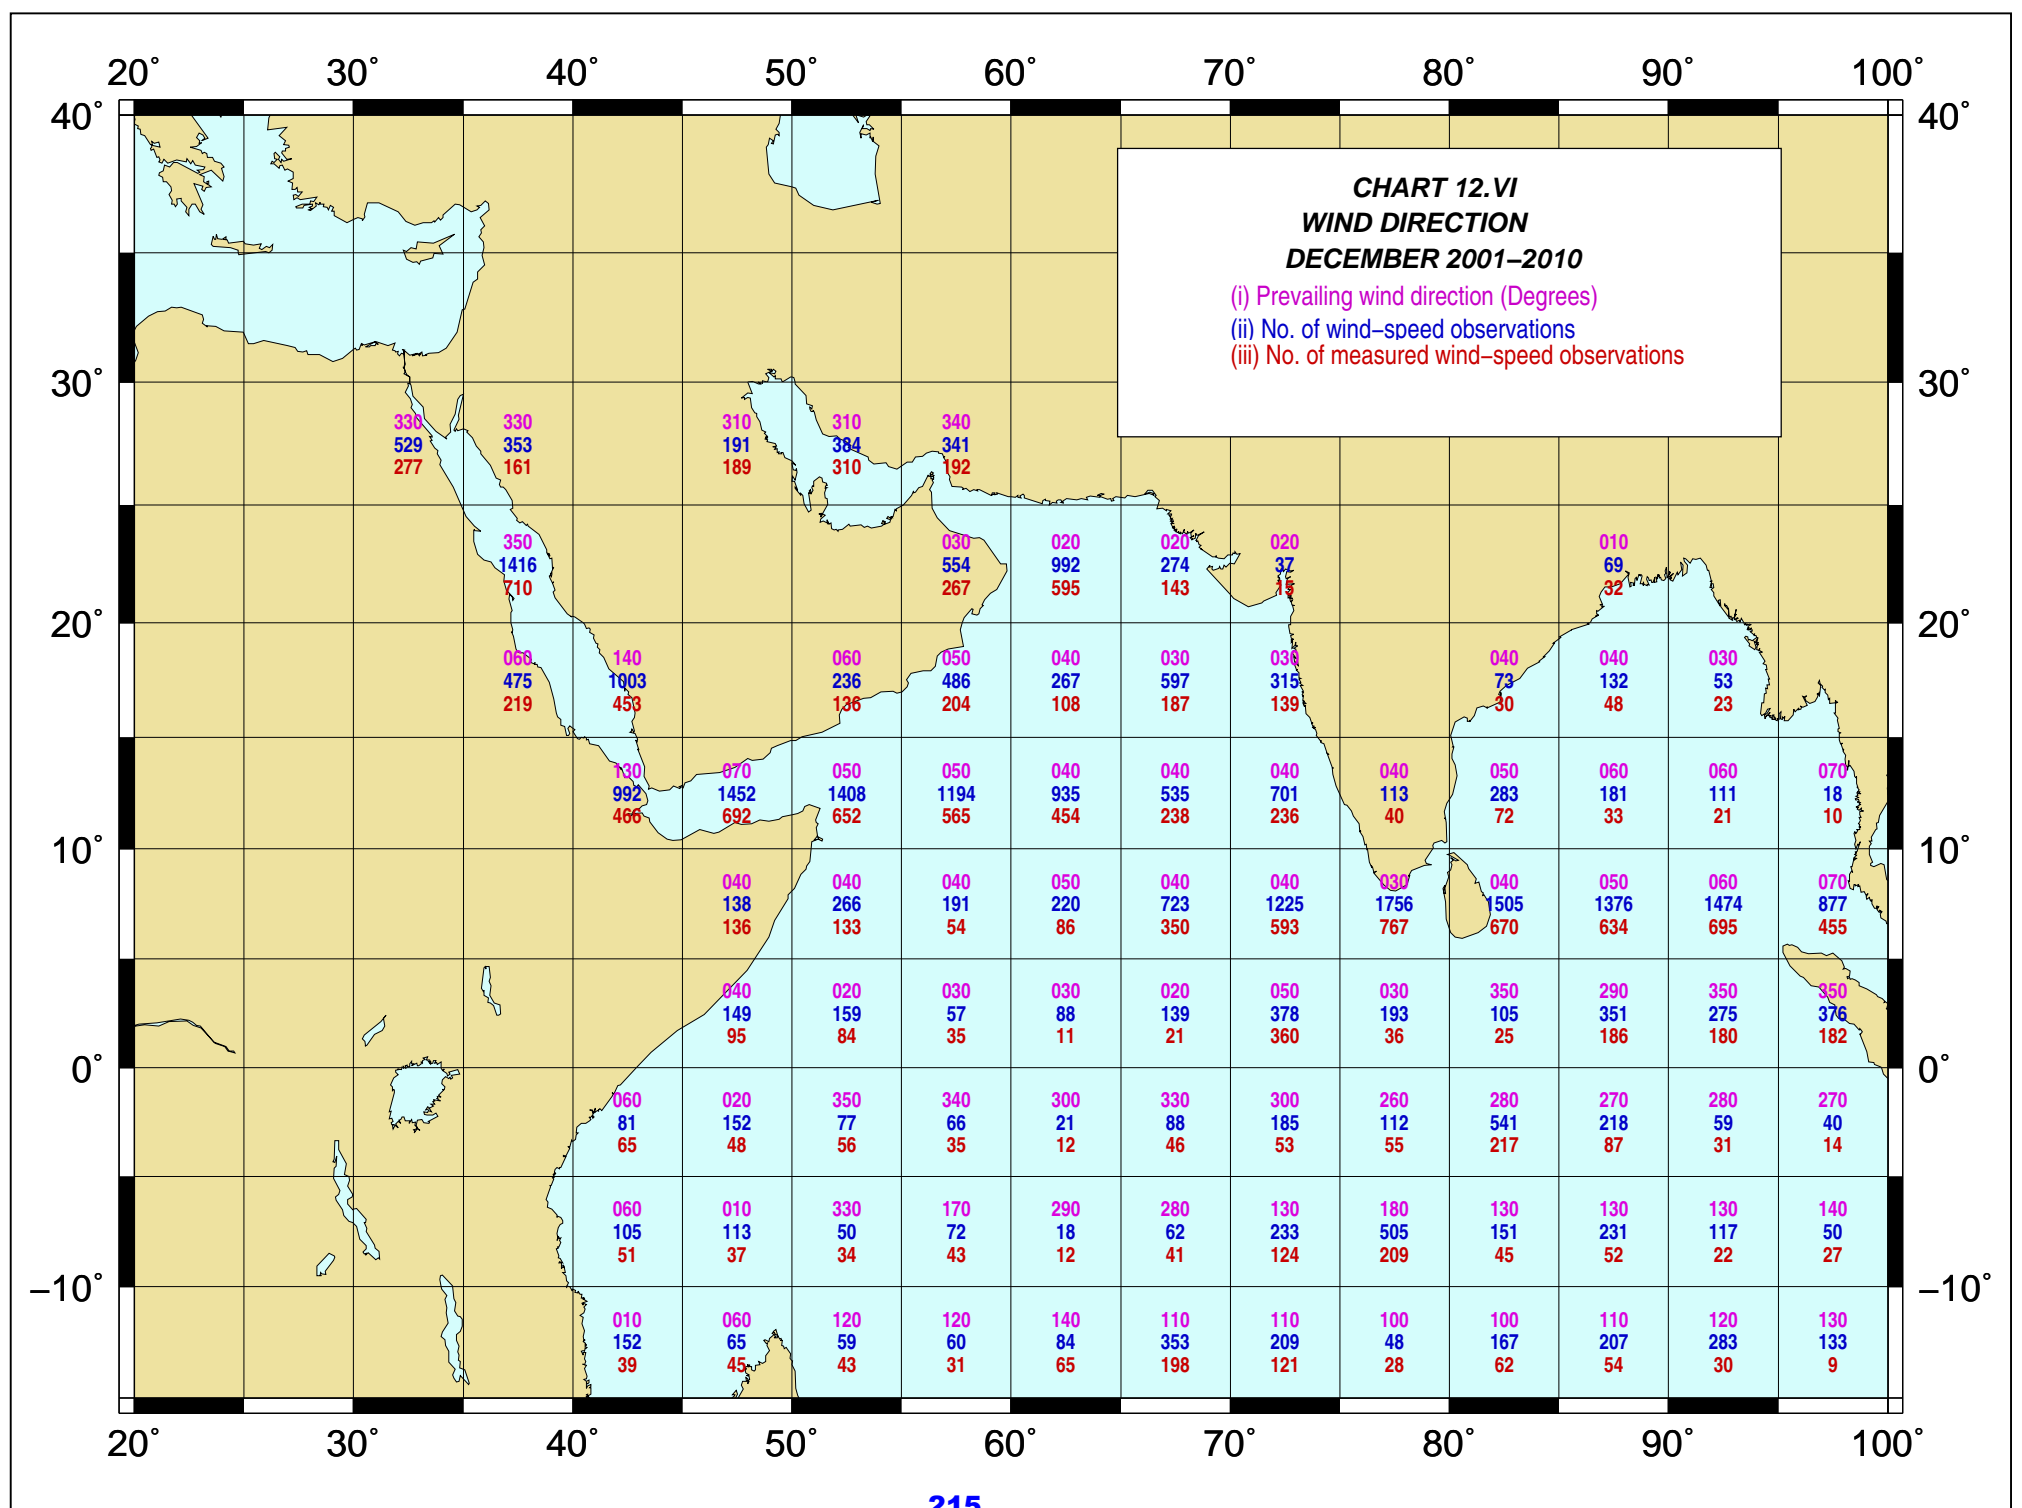 20° 30° 40° 50° 60° 70° 80° 90° 100°
40° 40°
CHART 12.VI
WIND DIRECTION
DECEMBER 2001–2010
(i) Prevailing wind direction (Degrees)
(ii) No. of wind–speed observations
(iii) No. of measured wind–speed observations
30° 30°
330 330 310 310 340
529 353 191 384 341
277 161 189 310 192
350 030 020 020 020 010
1416 554 992 274 37 69
710 267 595 143 15 32
20° 20°
060 140 060 050 040 030 030 040 040 030
475 1003 236 486 267 597 315 73 132 53
219 453 136 204 108 187 139 30 48 23
130 070 050 050 040 040 040 040 050 060 060 070
992 1452 1408 1194 935 535 701 113 283 181 111 18
466 692 652 565 454 238 236 40 72 33 21 10
10° 10°
040 040 040 050 040 040 030 040 050 060 070
138 266 191 220 723 1225 1756 1505 1376 1474 877
136 133 54 86 350 593 767 670 634 695 455
040 020 030 030 020 050 030 350 290 350 350
149 159 57 88 139 378 193 105 351 275 376
95 84 35 11 21 360 36 25 186 180 182
0° 0°
060 020 350 340 300 330 300 260 280 270 280 270
81 152 77 66 21 88 185 112 541 218 59 40
65 48 56 35 12 46 53 55 217 87 31 14
060 010 330 170 290 280 130 180 130 130 130 140
105 113 50 72 18 62 233 505 151 231 117 50
51 37 34 43 12 41 124 209 45 52 22 27
–10° –10°
010 060 120 120 140 110 110 100 100 110 120 130
152 65 59 60 84 353 209 48 167 207 283 133
39 45 43 31 65 198 121 28 62 54 30 9
20° 30° 40° 50° 60° 70° 80° 90° 100°
215